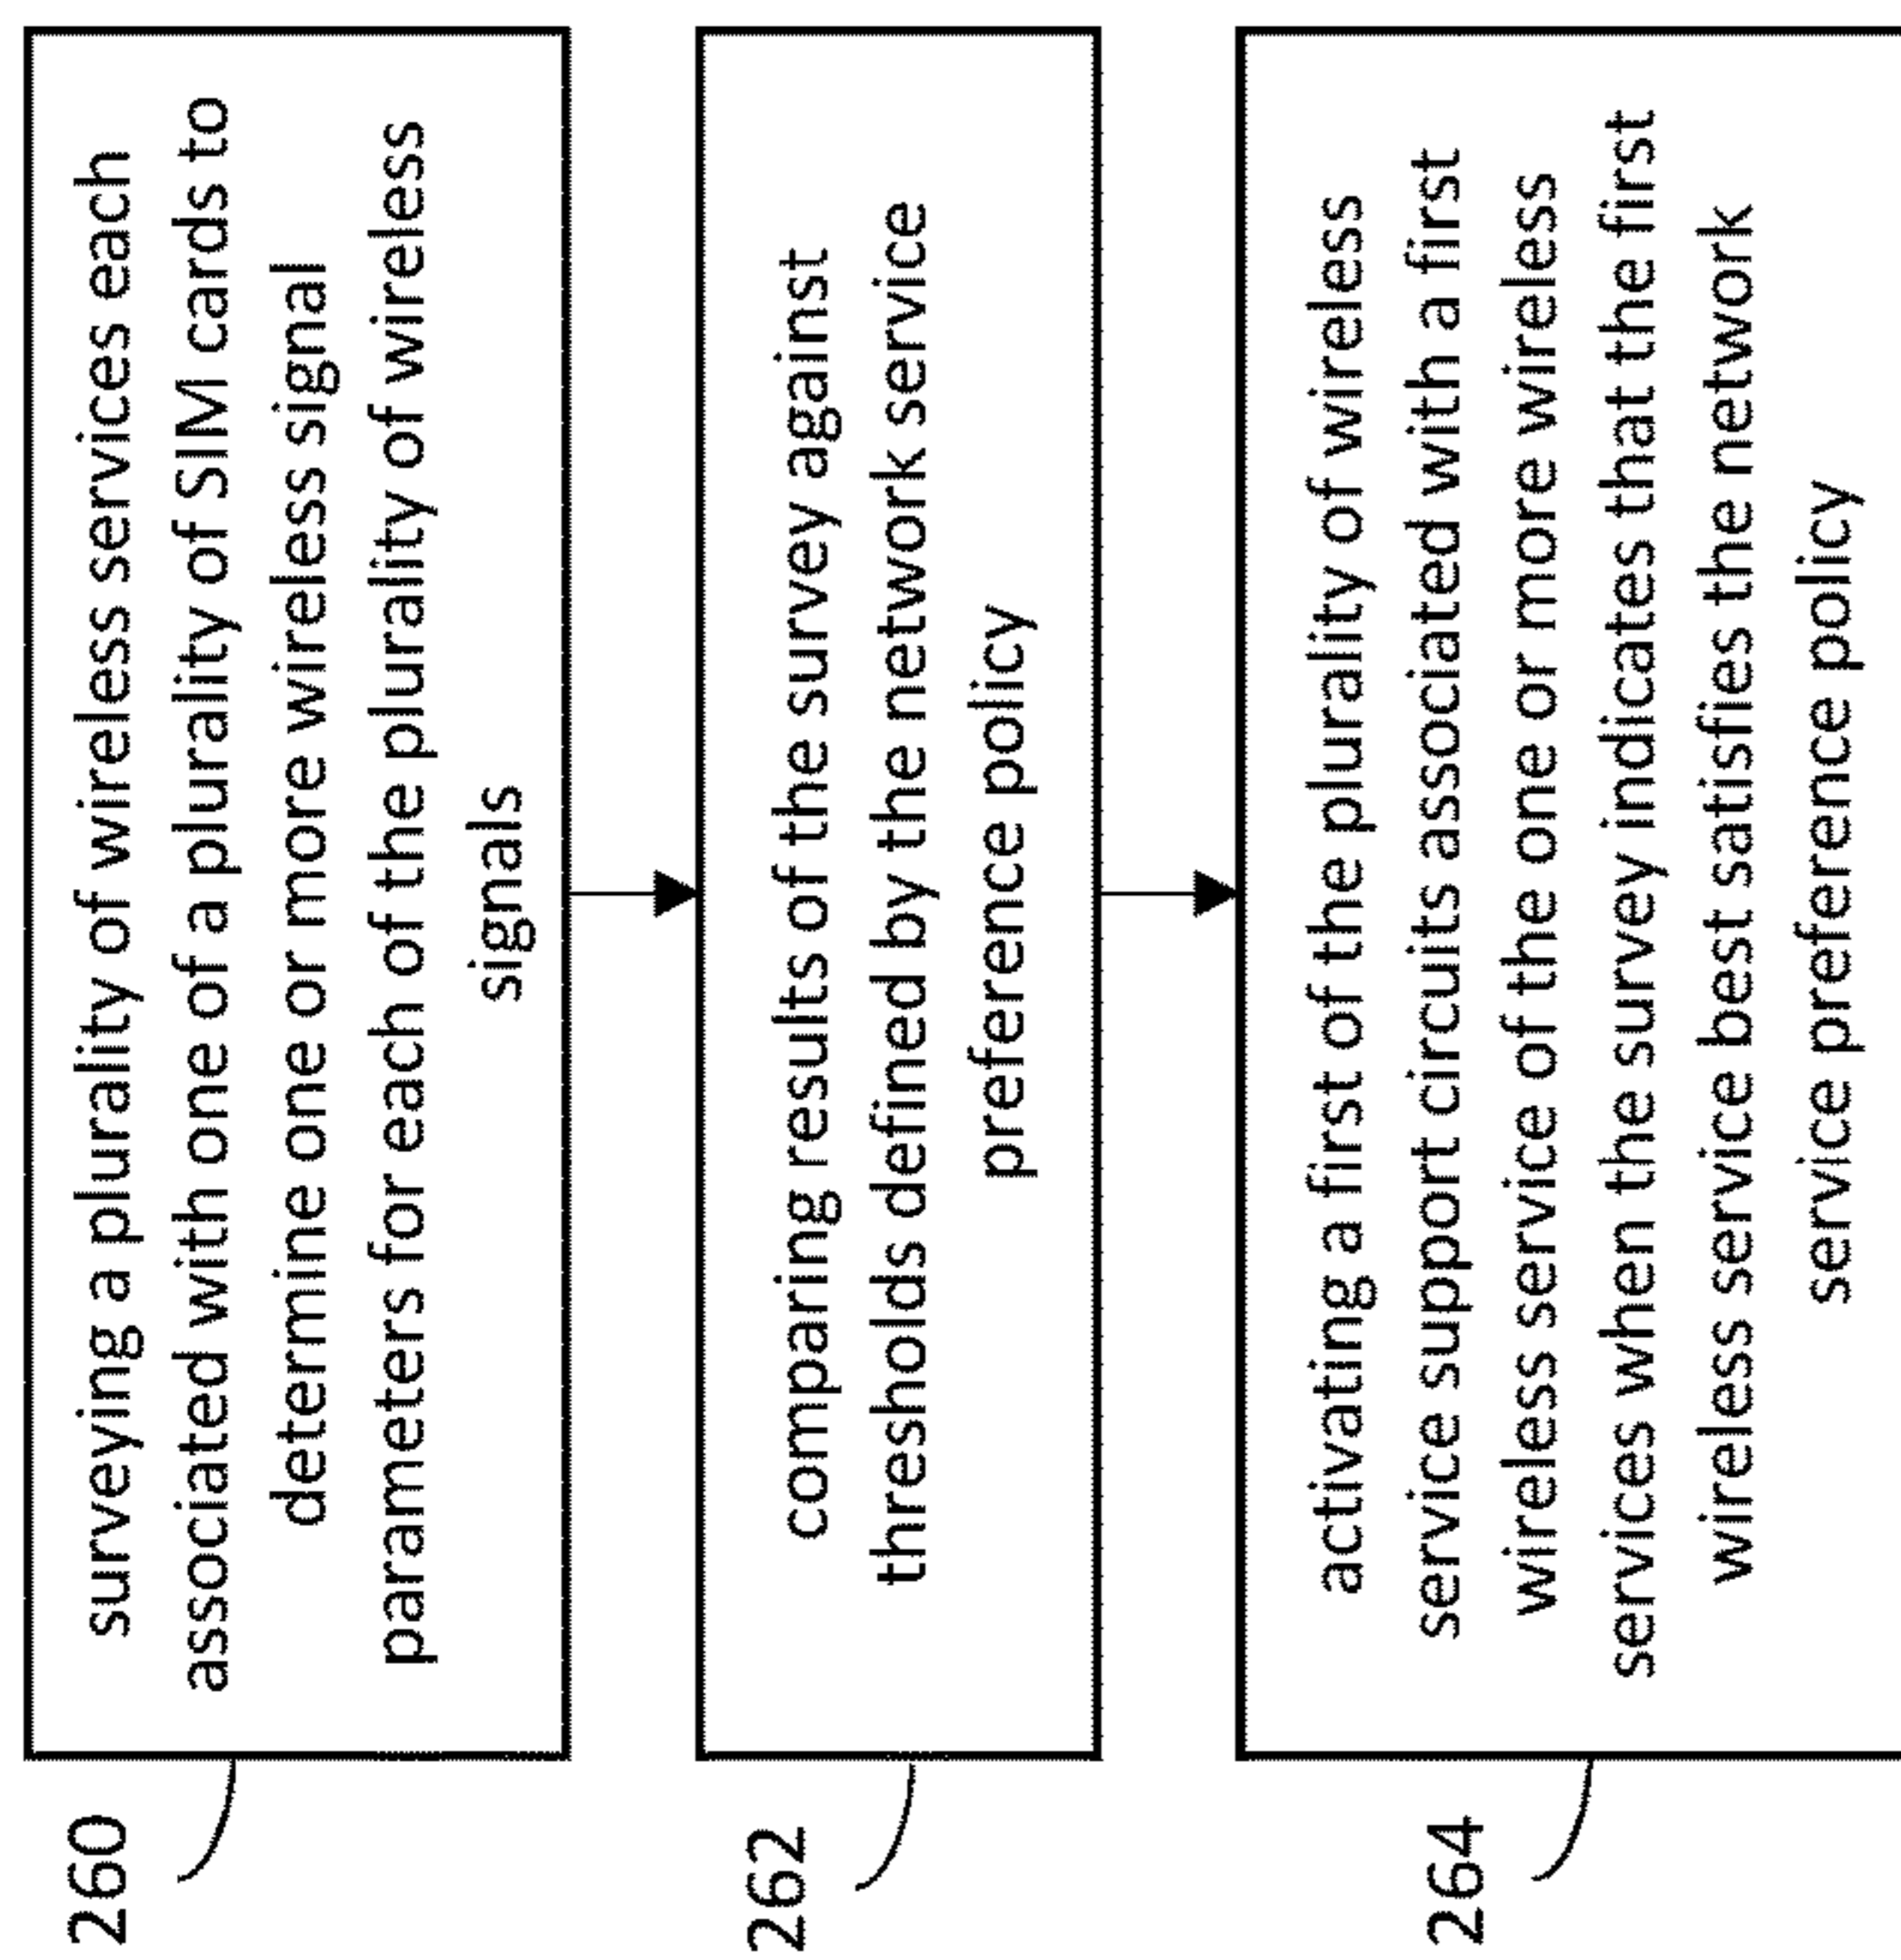 260
surveying a plurality of wireless services each
associated with one of a plurality of SIM cards to
determine one or more wireless signal
parameters for each of the plurality of wireless
signals
262
comparing results of the survey against
thresholds defined by the network service
preference policy
264
activating a first of the plurality of wireless
service support circuits associated with a first
wireless service of the one or more wireless
services when the survey indicates that the first
wireless service best satisfies the network
service preference policy